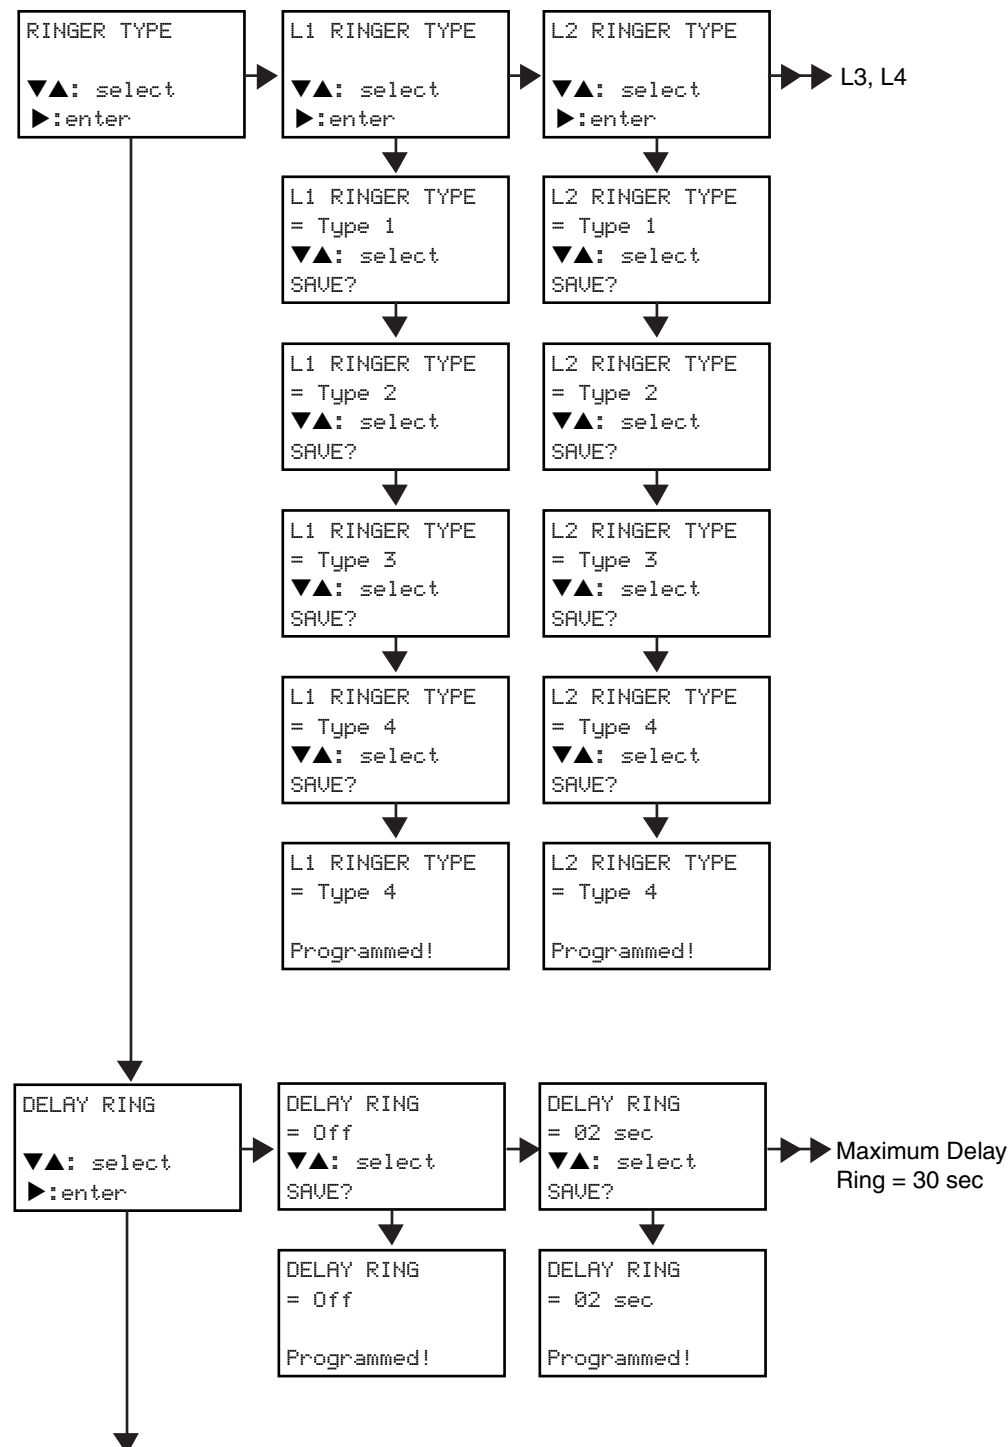 RINGER TYPE
▼▲: select
▶:enter
L1 RINGER TYPE
▼▲: select
▶:enter
L2 RINGER TYPE
▼▲: select
▶:enter
L3, L4
L1 RINGER TYPE
= Type 1
▼▲: select
SAVE?
L2 RINGER TYPE
= Type 1
▼▲: select
SAVE?
L1 RINGER TYPE
= Type 2
▼▲: select
SAVE?
L2 RINGER TYPE
= Type 2
▼▲: select
SAVE?
L1 RINGER TYPE
= Type 3
▼▲: select
SAVE?
L2 RINGER TYPE
= Type 3
▼▲: select
SAVE?
L1 RINGER TYPE
= Type 4
▼▲: select
SAVE?
L2 RINGER TYPE
= Type 4
▼▲: select
SAVE?
L1 RINGER TYPE
= Type 4
Programmed!
L2 RINGER TYPE
= Type 4
Programmed!
DELAY RING
▼▲: select
▶:enter
DELAY RING
= Off
▼▲: select
SAVE?
DELAY RING
= 02 sec
▼▲: select
SAVE?
Maximum Delay
Ring = 30 sec
DELAY RING
= Off
Programmed!
DELAY RING
= 02 sec
Programmed!